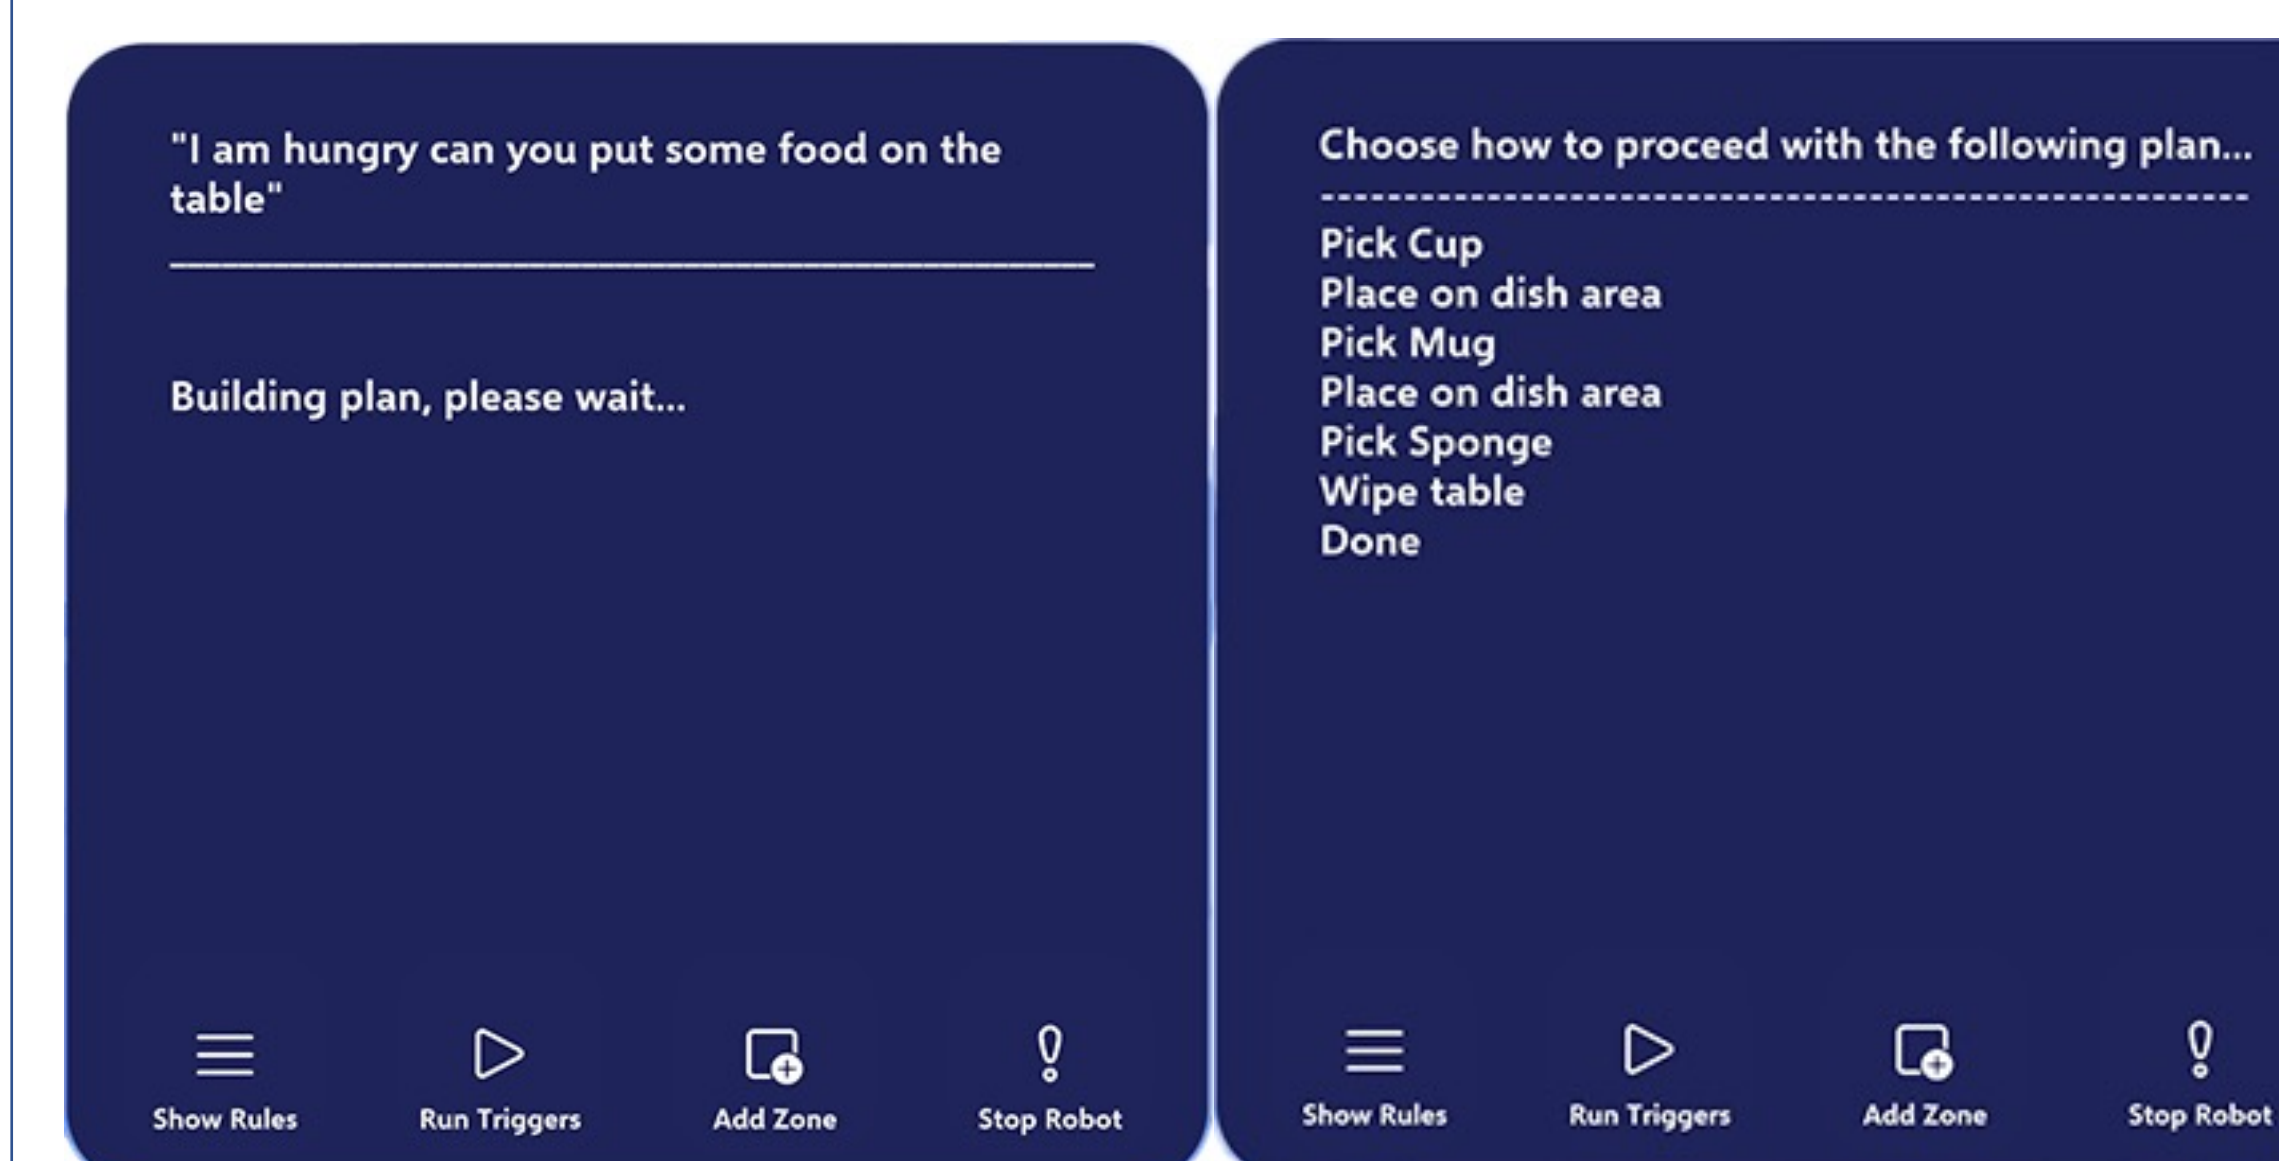 "I am hungry can you put some food on the
table"
Building plan, please wait...
Show Rules
Run Triggers
Add Zone
Stop Robot
Choose how to proceed with the following plan...
Pick Cup
Place on dish area
Pick Mug
Place on dish area
Pick Sponge
Wipe table
Done
Show Rules
Run Triggers
Add Zone
Stop Robot